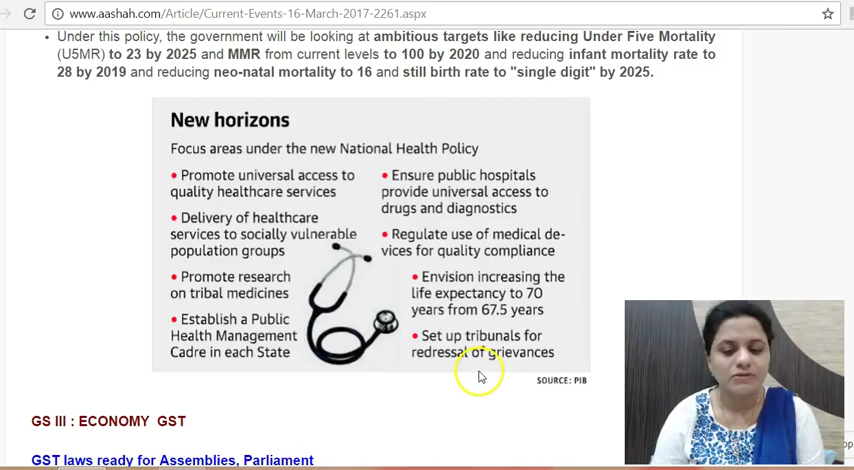 www.aashah.com/Article/Current-Events-16-March-2017-2261.aspx
• Under this policy, the government will be looking at ambitious targets like reducing Under Five Mortality
(U5MR) to 23 by 2025 and MMR from current levels to 100 by 2020 and reducing infant mortality rate to
28 by 2019 and reducing neo-natal mortality to 16 and still birth rate to "single digit" by 2025.
New horizons
Focus areas under the new National Health Policy
• Promote universal access to
quality healthcare services
• Delivery of healthcare
services to socially vulnerable
population groups
• Promote research
on tribal medicines
• Establish a Public
Health Management
Cadre in each State
• Ensure public hospitals
provide universal access to
drugs and diagnostics
• Regulate use of medical de-
vices for quality compliance
• Envision increasing the
life expectancy to 70
years from 67.5 years
• Set up tribunals for
redressal of grievances
SOURCE: PIB
GS III : ECONOMY GST
GST laws ready for Assemblies, Parliament